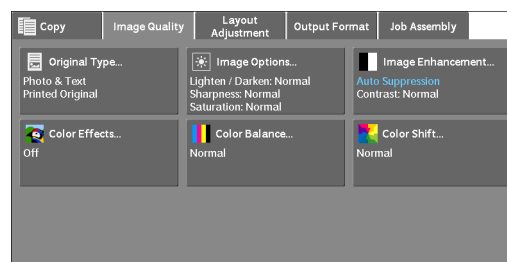 Copy
Image Quality
Layout
Adjustment
Output Format
Job Assembly
Original Type...
Photo & Text
Printed Original
Image Options...
Lighten / Darken: Normal
Sharpness: Normal
Saturation: Normal
Image Enhancement...
Auto Suppression
Contrast: Normal
Color Effects...
Off
Color Balance...
Normal
Color Shift...
Normal